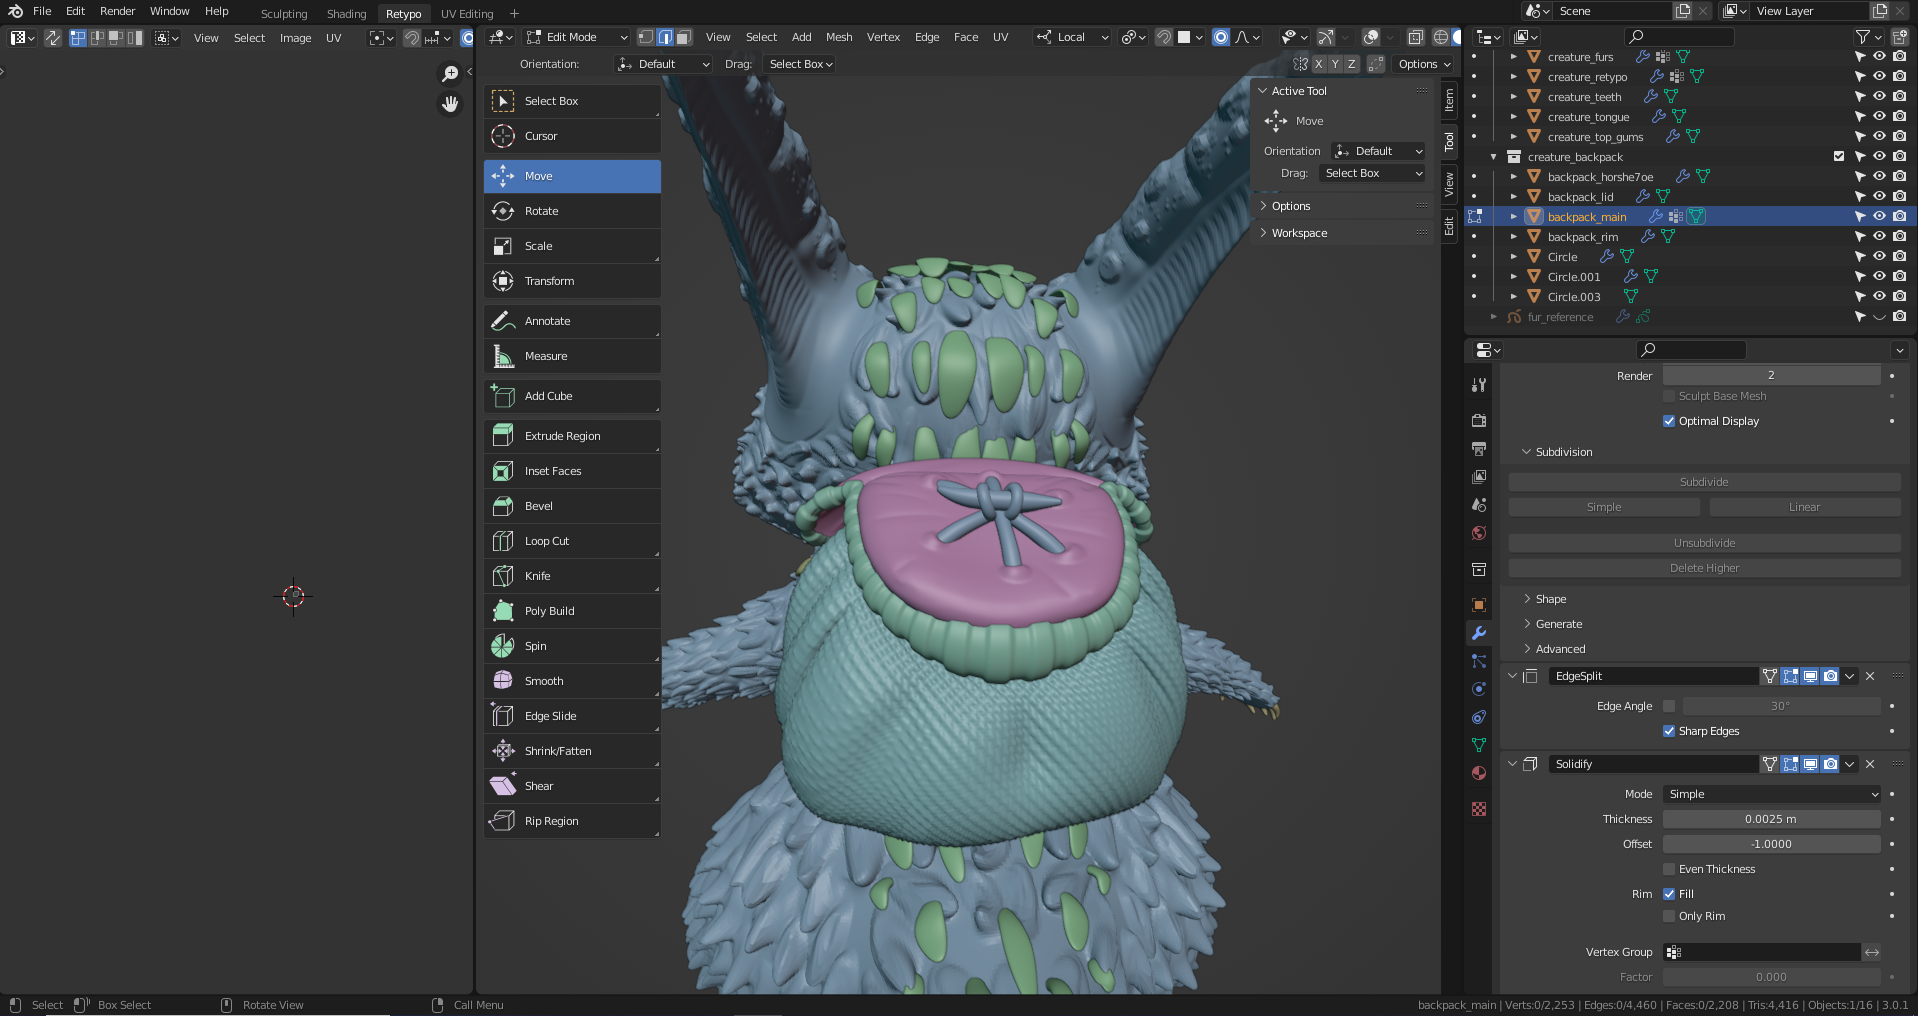 File Edit Render Window Help Sculpting Shading Retypo UV Editing + Scene View Layer
View Select Image UV Edit Mode View Select Add Mesh Vertex Edge Face UV Local
Orientation: Default Drag: Select Box X Y Z Options
Select Box
Cursor
Move
Rotate
Scale
Transform
Annotate
Measure
Add Cube
Extrude Region
Inset Faces
Bevel
Loop Cut
Knife
Poly Build
Spin
Smooth
Edge Slide
Shrink/Fatten
Shear
Rip Region
Active Tool
Move
Orientation Default
Drag: Select Box
Options
Workspace
Item
Tool
View
Edit
creature_furs
creature_retypo
creature_teeth
creature_tongue
creature_top_gums
creature_backpack
backpack_horshe7oe
backpack_lid
backpack_main
backpack_rim
Circle
Circle.001
Circle.003
fur_reference
Render 2
Sculpt Base Mesh
Optimal Display
Subdivision
Subdivide
Simple Linear
Unsubdivide
Delete Higher
Shape
Generate
Advanced
EdgeSplit
Edge Angle 30°
Sharp Edges
Solidify
Mode Simple
Thickness 0.0025 m
Offset -1.0000
Even Thickness
Rim Fill
Only Rim
Vertex Group
Factor 0.000
Select Box Select Rotate View Call Menu backpack_main | Verts:0/2,253 | Edges:0/4,460 | Faces:0/2,208 | Tris:4,416 | Objects:1/16 | 3.0.1